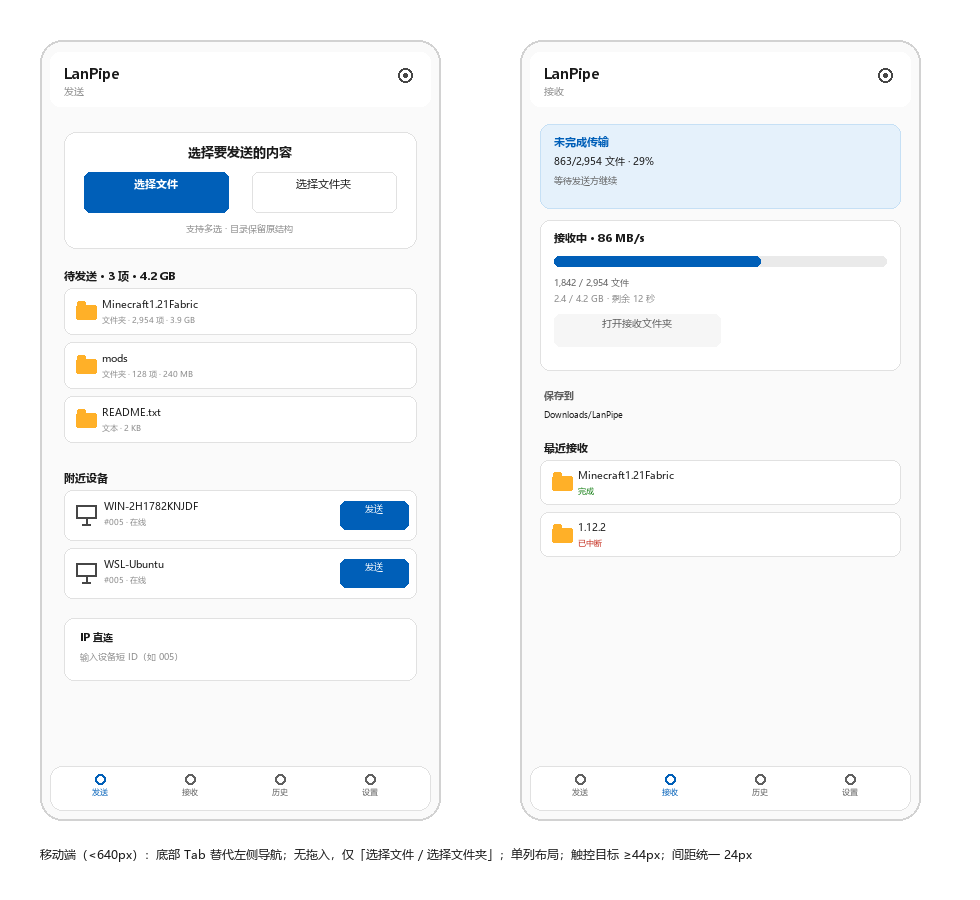 LanPipe
发送
选择要发送的内容
选择文件
选择文件夹
支持多选 · 目录保留原结构
待发送 • 3 项 • 4.2 GB
Minecraft1.21Fabric
文件夹 · 2,954 项 · 3.9 GB
mods
文件夹 · 128 项 · 240 MB
README.txt
文本 · 2 KB
附近设备
WIN-2H1782KNJDF
#005 · 在线
发送
WSL-Ubuntu
#005 · 在线
发送
IP 直连
输入设备短 ID（如 005）
发送
接收
历史
设置
LanPipe
接收
未完成传输
863/2,954 文件 · 29%
等待发送方继续
接收中 • 86 MB/s
1,842 / 2,954 文件
2.4 / 4.2 GB · 剩余 12 秒
打开接收文件夹
保存到
Downloads/LanPipe
最近接收
Minecraft1.21Fabric
完成
1.12.2
已中断
发送
接收
历史
设置
移动端（<640px）：底部 Tab 替代左侧导航；无拖入，仅「选择文件 / 选择文件夹」；单列布局；触控目标 ≥44px；间距统一 24px